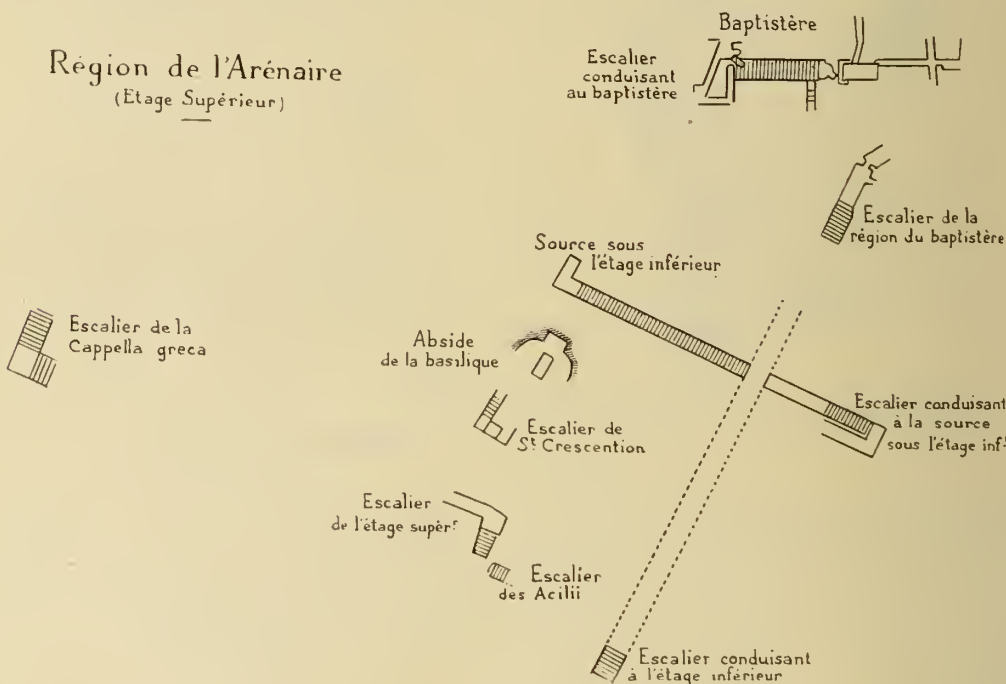 Région de l'Arénaire
(Etage Supérieur)
Baptistère
Escalier
conduisant
au baptistère
Escalier de la
région du baptistère
Source sous
l'étage inférieur
Escalier de la
Cappella greca
Abside
de la basilique
Escalier conduisant
à la source
sous l'étage inf.r
Escalier de
St. Crescention
Escalier
de l'étage supér.r
Escalier
des Acilii
Escalier conduisant
à l'étage inférieur